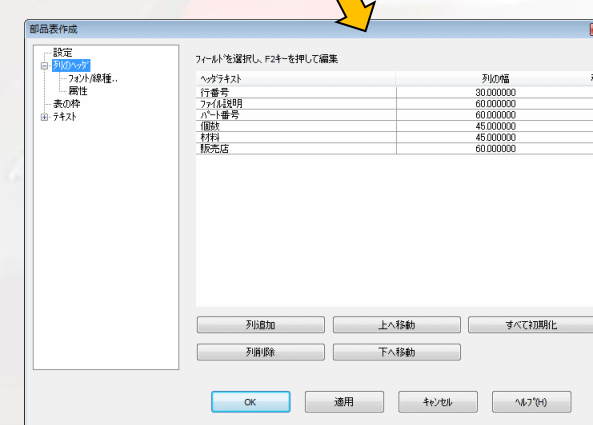 部品表作成
設定
列のヘッダ
フォント/線種..
属性
表の枠
テキスト
フィールドを選択し、F2キーを押して編集
ヘッダテキスト 列の幅
行番号 30.000000
ファイル説明 60.000000
パート番号 60.000000
個数 45.000000
材料 45.000000
販売店 60.000000
列追加 上へ移動 すべて初期化
列削除 下へ移動
OK 適用 キャンセル ヘルプ(H)